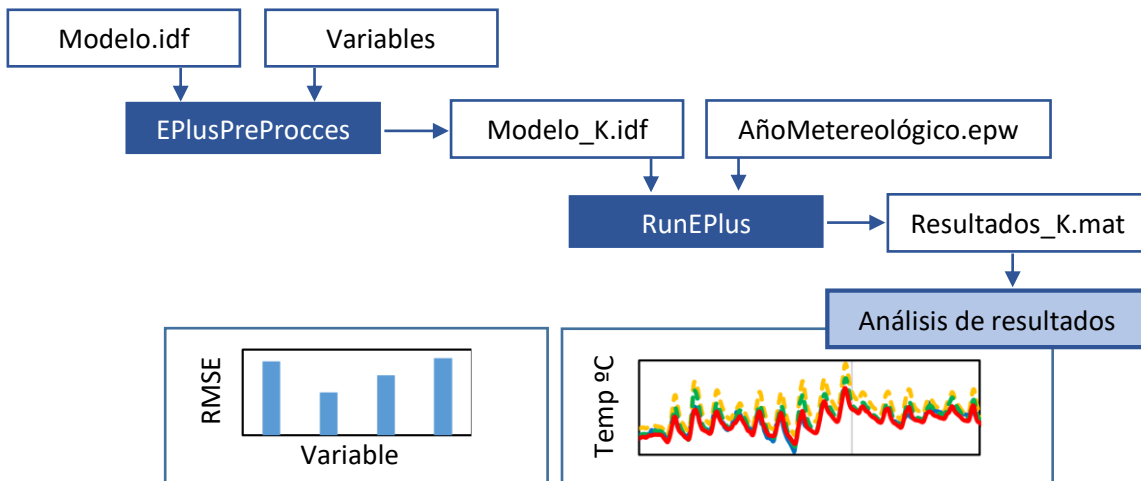 Modelo.idf
Variables
EPlusPreProcces
Modelo_K.idf
AñoMetereológico.epw
RunEPlus
Resultados_K.mat
Análisis de resultados
RMSE
Variable
Temp ºC